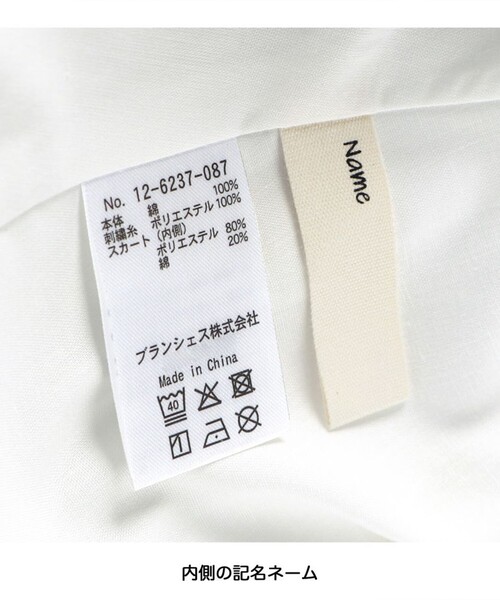 No. 12-6237-087
本体 綿 100%
刺繍糸 ポリエステル 100%
スカート (内側)
ポリエステル 80%
綿 20%
ブランシェス株式会社
Made in China
40
Name
内側の記名ネーム